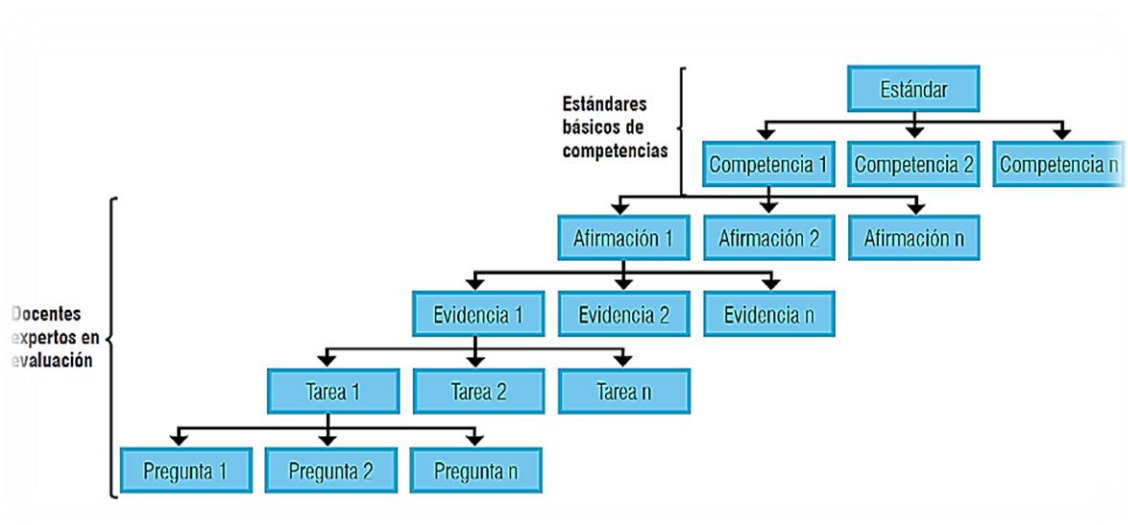 Estándar
Estándares
básicos de
competencias
Competencia 1
Competencia 2
Competencia n
Afirmación 1
Afirmación 2
Afirmación n
Evidencia 1
Evidencia 2
Evidencia n
Docentes
expertos en
evaluación
Tarea 1
Tarea 2
Tarea n
Pregunta 1
Pregunta 2
Pregunta n